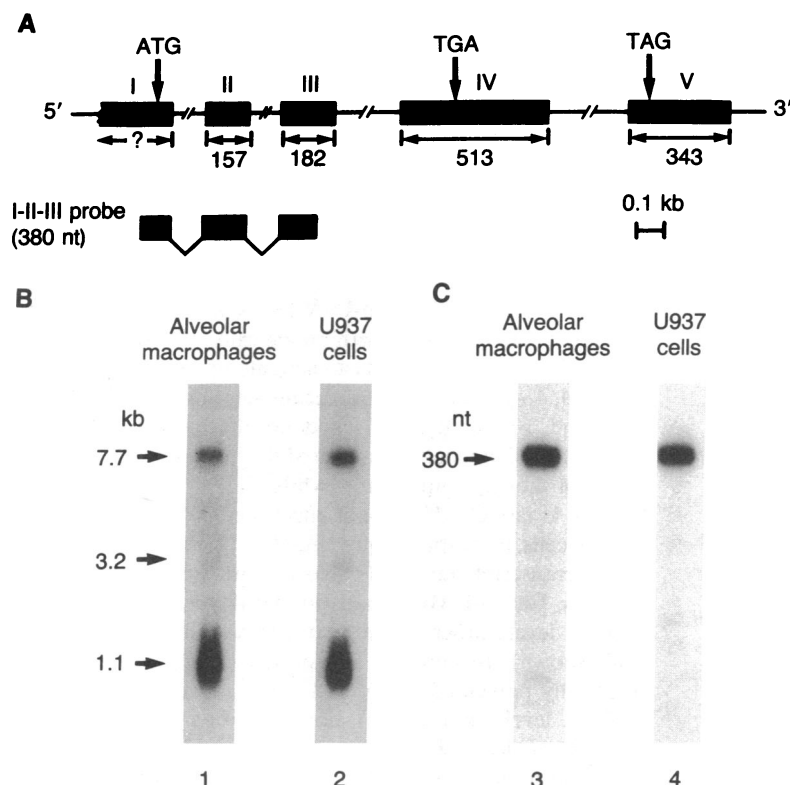 A
ATG
TGA
TAG
I
II
III
IV
V
5′
3′
?
157
182
513
343
I-II-III probe
(380 nt)
0.1 kb
B
Alveolar
macrophages
U937
cells
kb
7.7
3.2
1.1
1
2
C
Alveolar
macrophages
U937
cells
nt
380
3
4